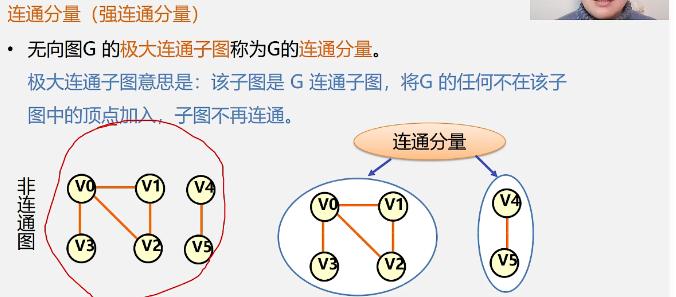 连通分量（强连通分量）
• 无向图G 的极大连通子图称为G的连通分量。
极大连通子图意思是：该子图是 G 连通子图，将G 的任何不在该子
图中的顶点加入，子图不再连通。
连通分量
非连通图
V0 V1 V4
V3 V2 V5
V0 V1 V4
V3 V2 V5